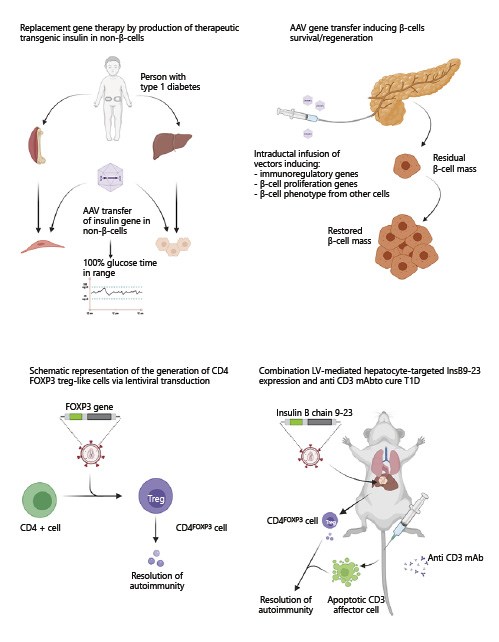 Replacement gene therapy by production of therapeutic
transgenic insulin in non-β-cells
Person with
type 1 diabetes
AAV transfer
of insulin gene in
non-β-cells
100% glucose time
in range
AAV gene transfer inducing β-cells
survival/regeneration
Intraductal infusion of
vectors inducing:
- immunoregulatory genes
- β-cell proliferation genes
- β-cell phenotype from other cells
Residual
β-cell mass
Restored
β-cell mass
Schematic representation of the generation of CD4
FOXP3 treg-like cells via lentiviral transduction
FOXP3 gene
Treg
CD4 + cell
CD4FOXP3 cell
Resolution of
autoimmunity
Combination LV-mediated hepatocyte-targeted InsB9-23
expression and anti CD3 mAbto cure T1D
Insulin B chain 9-23
CD4FOXP3 cell
Treg
Anti CD3 mAb
Resolution of
autoimmunity
Apoptotic CD3
affector cell